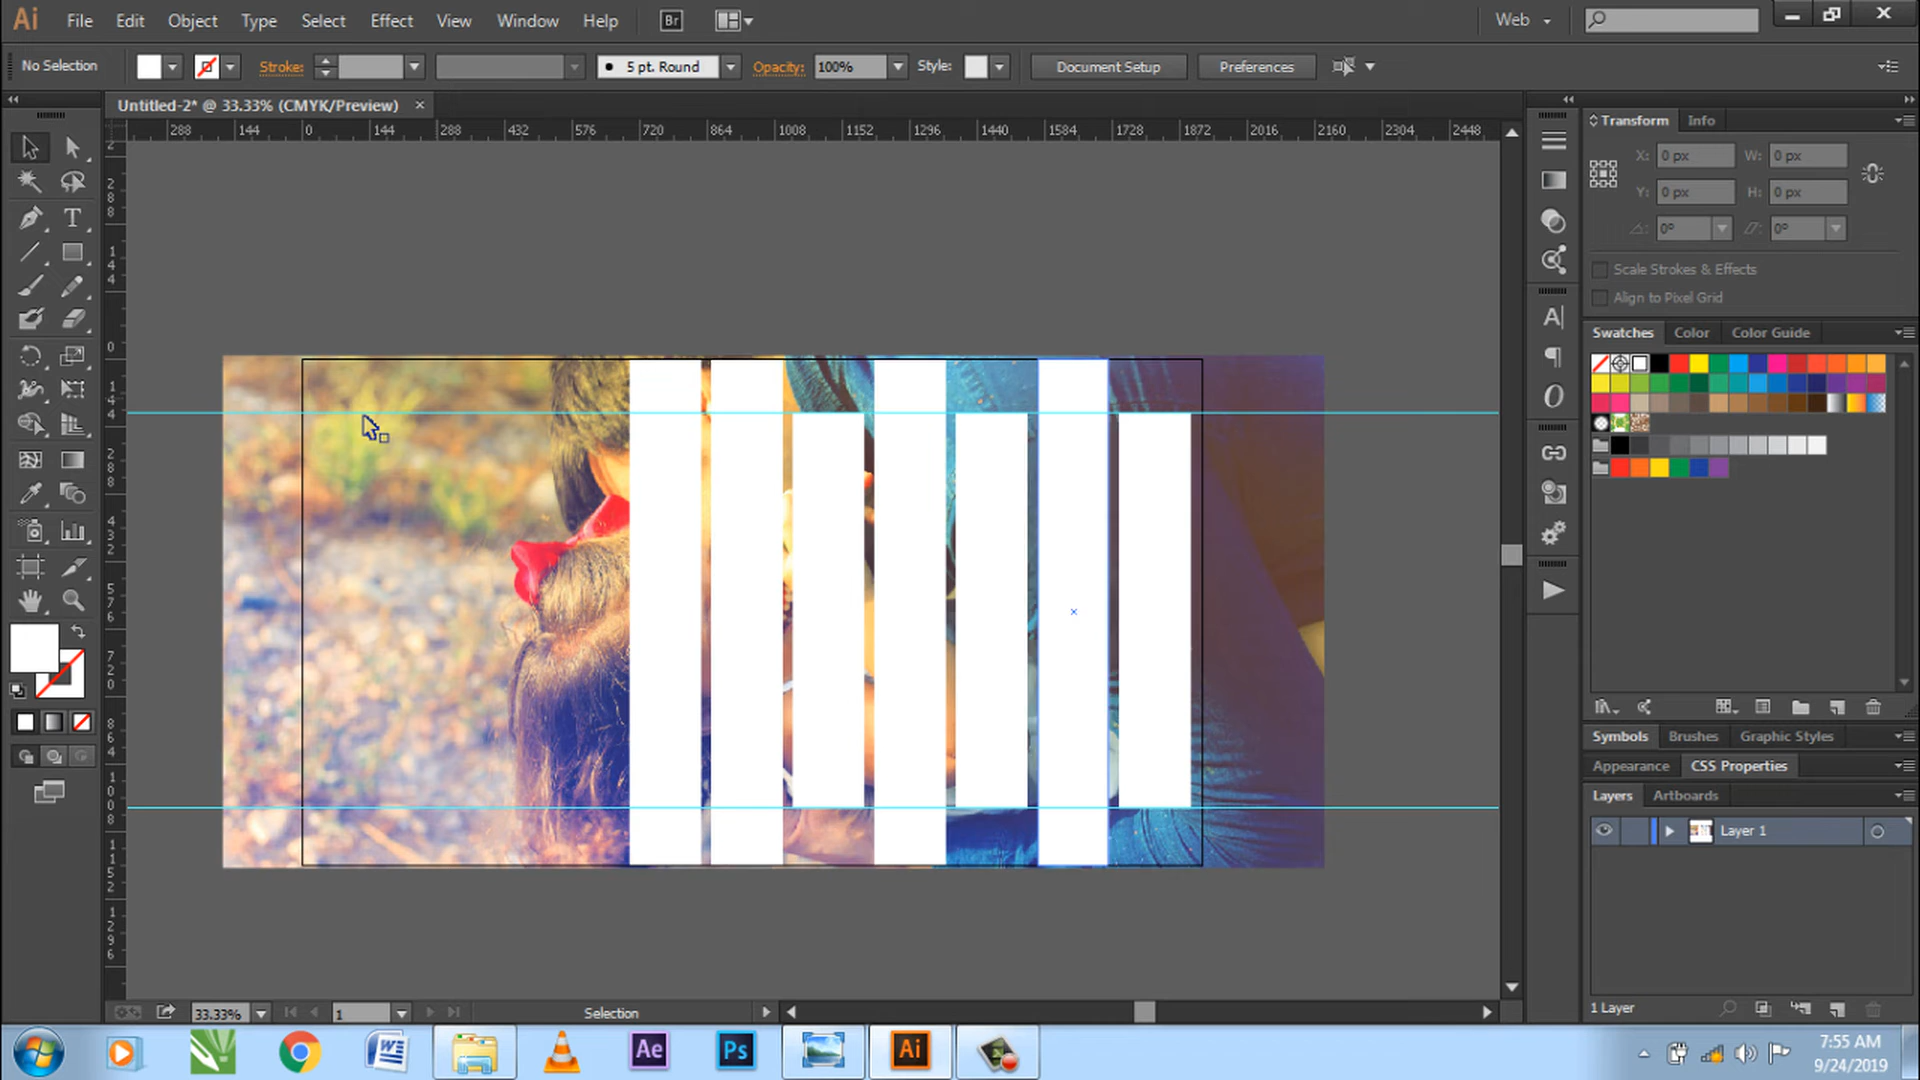 Ai File Edit Object Type Select Effect View Window Help Br Web
No Selection Stroke: 5 pt. Round Opacity: 100% Style: Document Setup Preferences
Untitled-2* @ 33.33% (CMYK/Preview) ×
288 144 0 144 288 432 576 720 864 1008 1152 1296 1440 1584 1728 1872 2016 2160 2304 2448
Transform Info
X: 0 px W: 0 px
Y: 0 px H: 0 px
0° 0°
Scale Strokes & Effects
Align to Pixel Grid
Swatches Color Color Guide
Symbols Brushes Graphic Styles
Appearance CSS Properties
Layers Artboards
Layer 1
1 Layer
33.33% 1 Selection
Ae Ps Ai
7:55 AM
9/24/2019